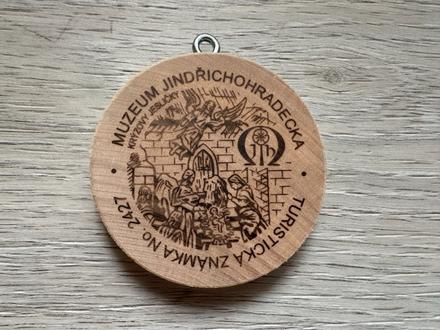 MUZEUM JINDŘICHOHRADECKA
KRÝZOVY JESLIČKY
TURISTICKÁ ZNÁMKA No. 2427